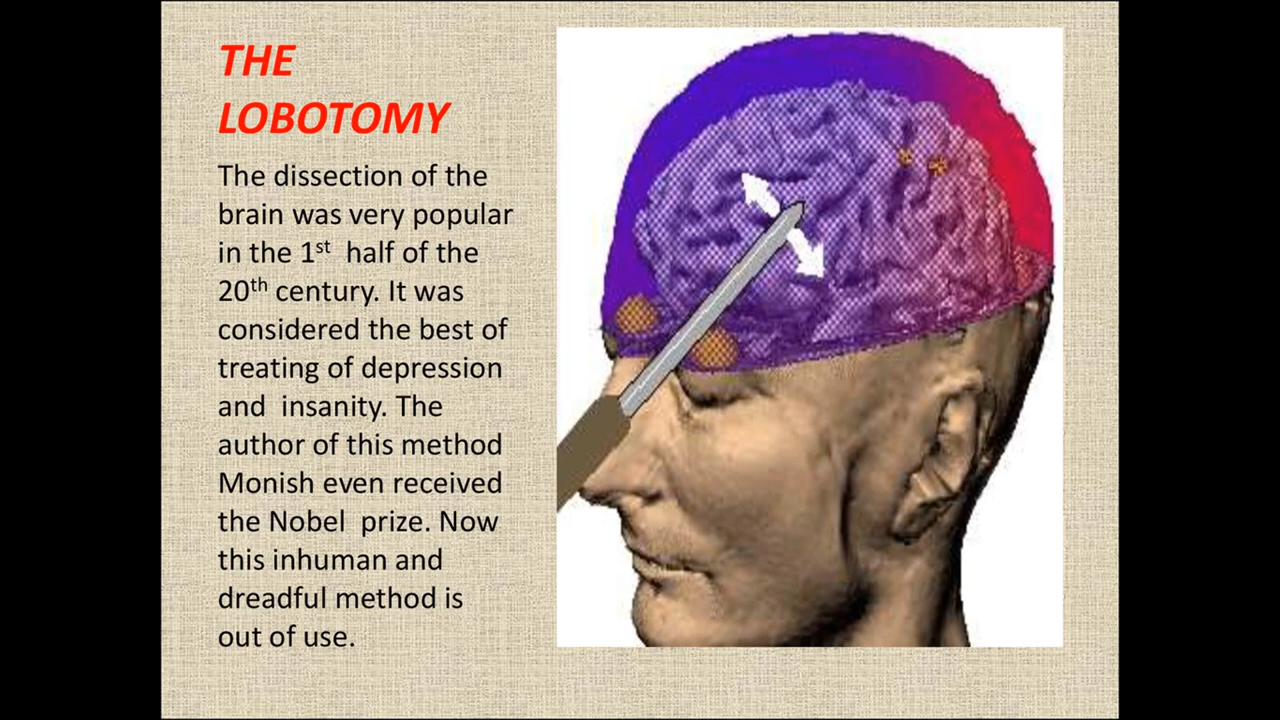 THE
LOBOTOMY
The dissection of the
brain was very popular
in the 1st half of the
20th century. It was
considered the best of
treating of depression
and insanity. The
author of this method
Monish even received
the Nobel prize. Now
this inhuman and
dreadful method is
out of use.